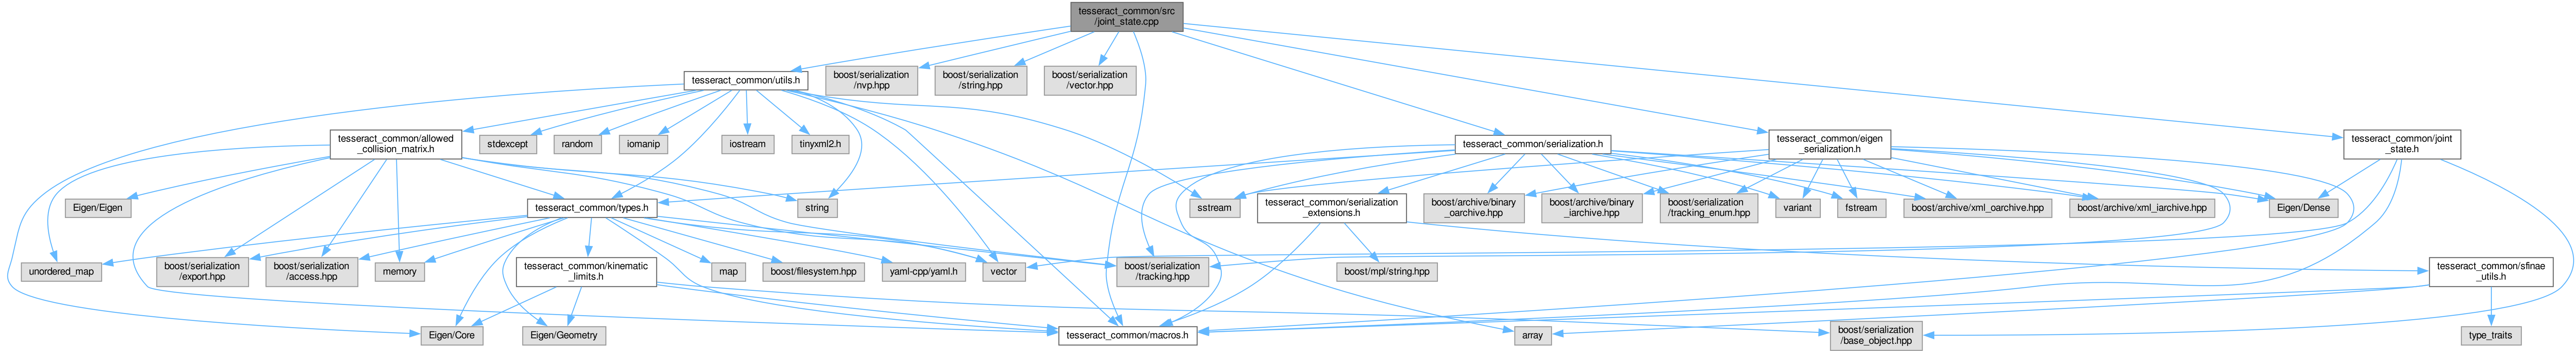 tesseract_common/src
/joint_state.cpp
tesseract_common/utils.h
boost/serialization
/nvp.hpp
boost/serialization
/string.hpp
boost/serialization
/vector.hpp
tesseract_common/allowed
_collision_matrix.h
stdexcept
random
iomanip
iostream
tinyxml2.h
tesseract_common/serialization.h
tesseract_common/eigen
_serialization.h
tesseract_common/joint
_state.h
Eigen/Eigen
tesseract_common/types.h
string
sstream
tesseract_common/serialization
_extensions.h
boost/archive/binary
_oarchive.hpp
boost/archive/binary
_iarchive.hpp
boost/serialization
/tracking_enum.hpp
variant
fstream
boost/archive/xml_oarchive.hpp
boost/archive/xml_iarchive.hpp
Eigen/Dense
unordered_map
boost/serialization
/export.hpp
boost/serialization
/access.hpp
memory
tesseract_common/kinematic
_limits.h
map
boost/filesystem.hpp
yaml-cpp/yaml.h
vector
boost/serialization
/tracking.hpp
boost/mpl/string.hpp
tesseract_common/sfinae
_utils.h
Eigen/Core
Eigen/Geometry
tesseract_common/macros.h
array
boost/serialization
/base_object.hpp
type_traits